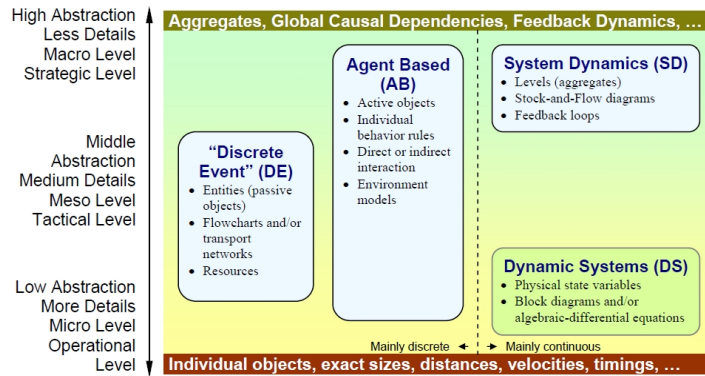 High Abstraction
Less Details
Macro Level
Strategic Level
Middle
Abstraction
Medium Details
Meso Level
Tactical Level
Low Abstraction
More Details
Micro Level
Operational
Level
Aggregates, Global Causal Dependencies, Feedback Dynamics, …
“Discrete
Event” (DE)
• Entities (passive
objects)
• Flowcharts and/or
transport
networks
• Resources
Agent Based
(AB)
• Active objects
• Individual
behavior rules
• Direct or indirect
interaction
• Environment
models
System Dynamics (SD)
• Levels (aggregates)
• Stock-and-Flow diagrams
• Feedback loops
Dynamic Systems (DS)
• Physical state variables
• Block diagrams and/or
algebraic-differential equations
Mainly discrete
Mainly continuous
Individual objects, exact sizes, distances, velocities, timings, …